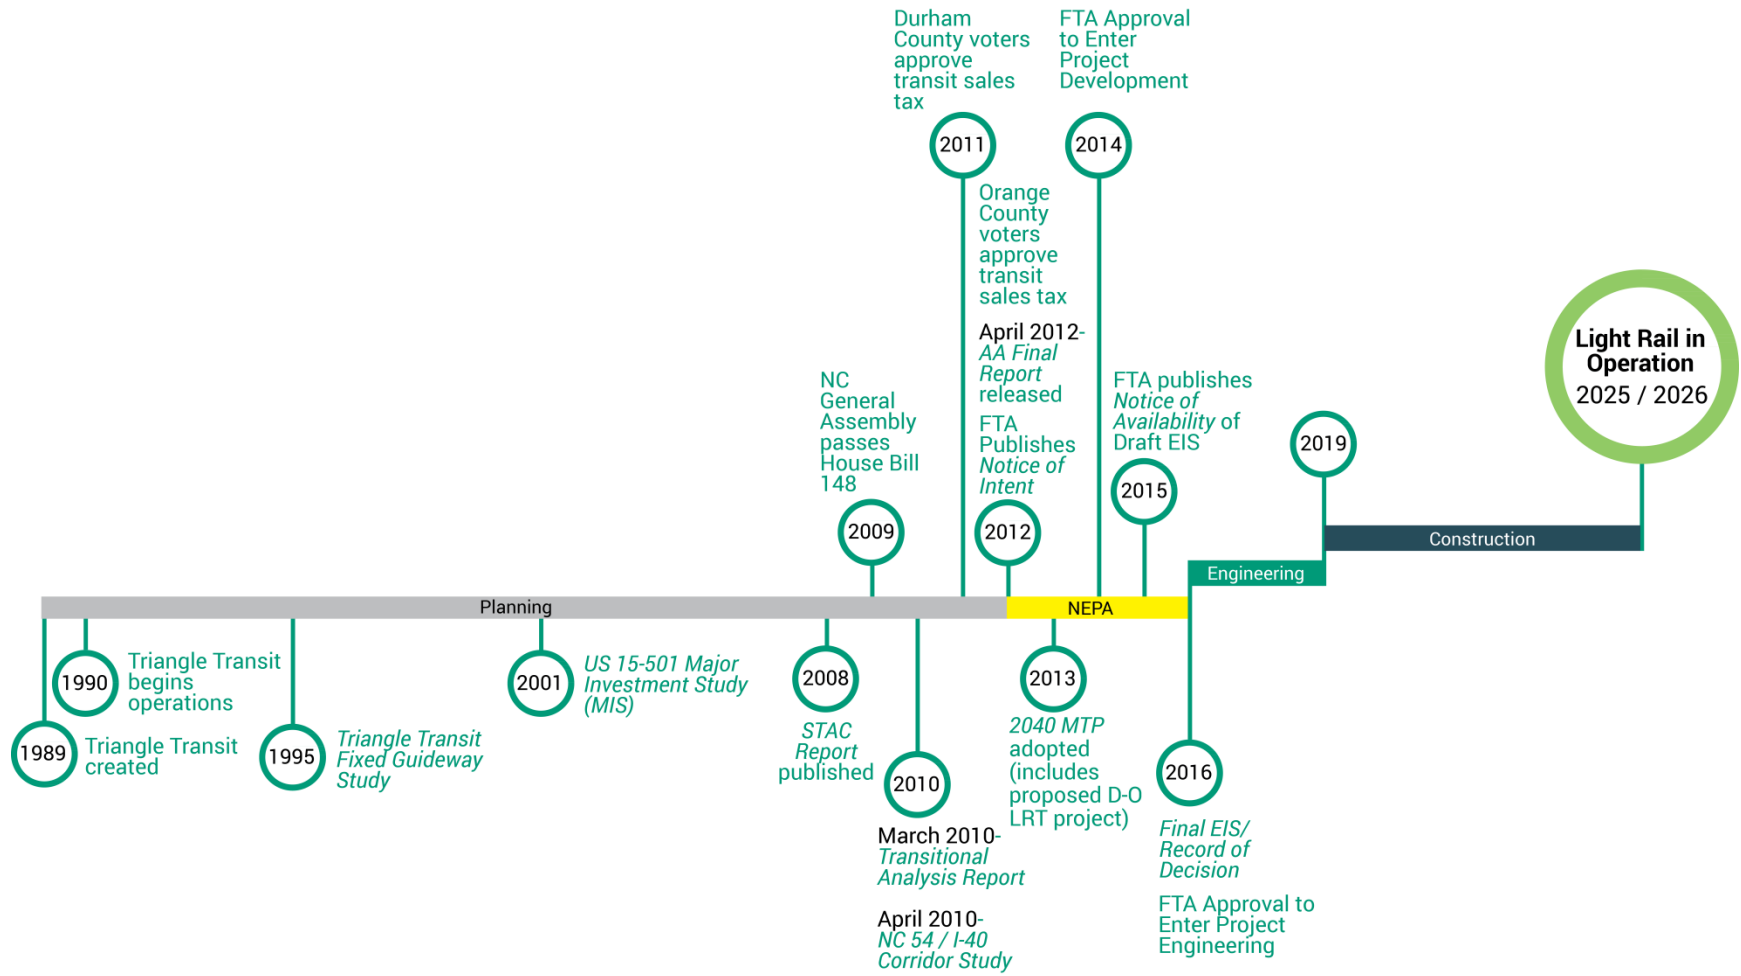 Durham
County voters
approve
transit sales
tax
2011
FTA Approval
to Enter
Project
Development
2014
Orange
County
voters
approve
transit
sales tax
April 2012-
AA Final
Report
released
FTA
Publishes
Notice of
Intent
2012
NC
General
Assembly
passes
House Bill
148
2009
FTA publishes
Notice of
Availability of
Draft EIS
2015
2019
Light Rail in
Operation
2025 / 2026
Construction
Engineering
Planning
NEPA
1989
Triangle Transit
created
1990
Triangle Transit
begins
operations
1995
Triangle Transit
Fixed Guideway
Study
2001
US 15-501 Major
Investment Study
(MIS)
2008
STAC
Report
published
2010
March 2010-
Transitional
Analysis Report
April 2010-
NC 54 / I-40
Corridor Study
2013
2040 MTP
adopted
(includes
proposed D-O
LRT project)
2016
Final EIS/
Record of
Decision
FTA Approval to
Enter Project
Engineering